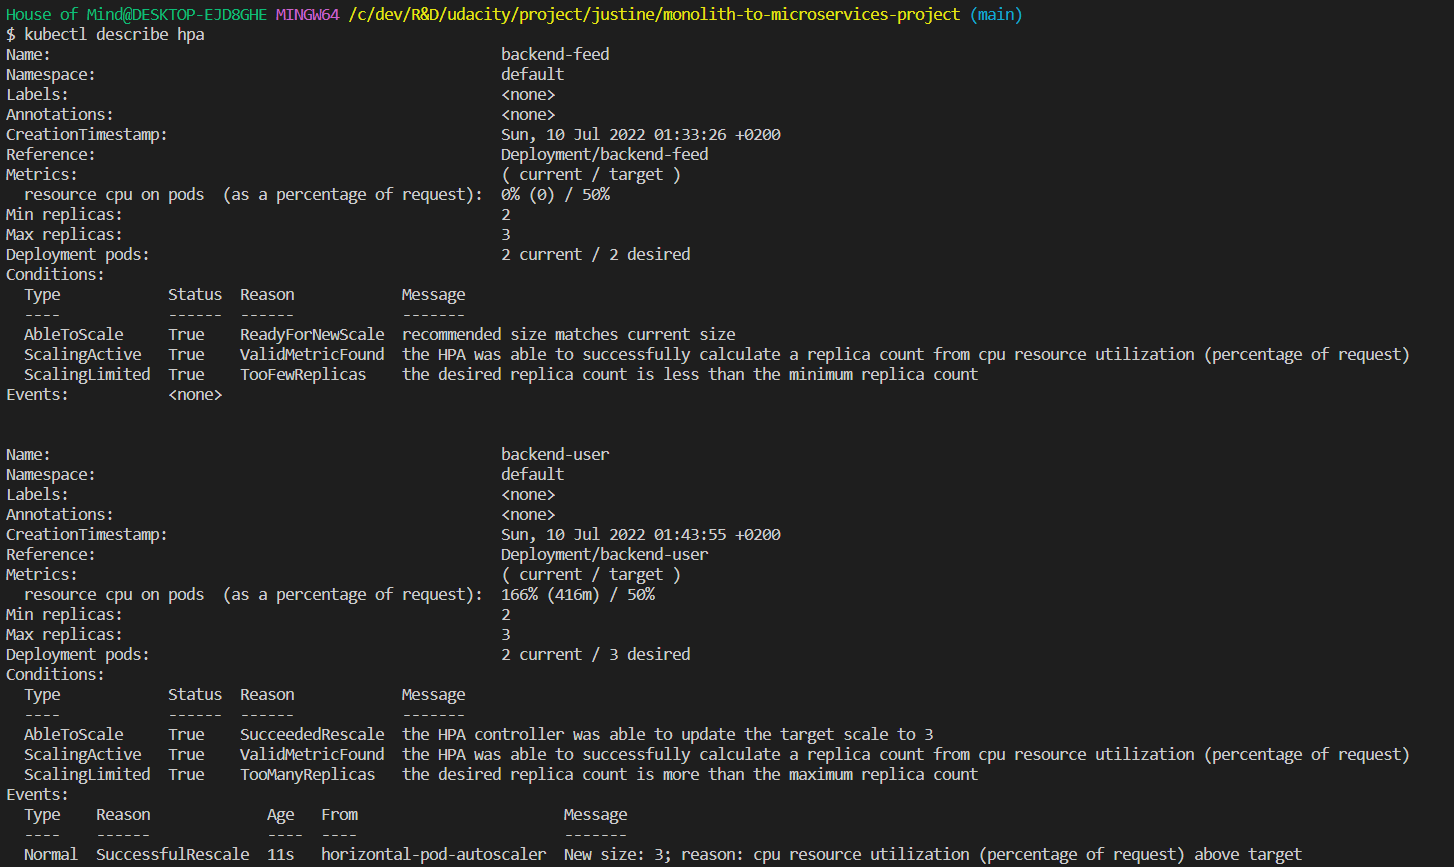 House of Mind@DESKTOP-EJD8GHE MINGW64 /c/dev/R&D/udacity/project/justine/monolith-to-microservices-project (main)
$ kubectl describe hpa
Name: backend-feed
Namespace: default
Labels: <none>
Annotations: <none>
CreationTimestamp: Sun, 10 Jul 2022 01:33:26 +0200
Reference: Deployment/backend-feed
Metrics: ( current / target )
resource cpu on pods (as a percentage of request): 0% (0) / 50%
Min replicas: 2
Max replicas: 3
Deployment pods: 2 current / 2 desired
Conditions:
Type Status Reason Message
---- ------ ------ -------
AbleToScale True ReadyForNewScale recommended size matches current size
ScalingActive True ValidMetricFound the HPA was able to successfully calculate a replica count from cpu resource utilization (percentage of request)
ScalingLimited True TooFewReplicas the desired replica count is less than the minimum replica count
Events: <none>
Name: backend-user
Namespace: default
Labels: <none>
Annotations: <none>
CreationTimestamp: Sun, 10 Jul 2022 01:43:55 +0200
Reference: Deployment/backend-user
Metrics: ( current / target )
resource cpu on pods (as a percentage of request): 166% (416m) / 50%
Min replicas: 2
Max replicas: 3
Deployment pods: 2 current / 3 desired
Conditions:
Type Status Reason Message
---- ------ ------ -------
AbleToScale True SucceededRescale the HPA controller was able to update the target scale to 3
ScalingActive True ValidMetricFound the HPA was able to successfully calculate a replica count from cpu resource utilization (percentage of request)
ScalingLimited True TooManyReplicas the desired replica count is more than the maximum replica count
Events:
Type Reason Age From Message
---- ------ ---- ---- -------
Normal SuccessfulRescale 11s horizontal-pod-autoscaler New size: 3; reason: cpu resource utilization (percentage of request) above target